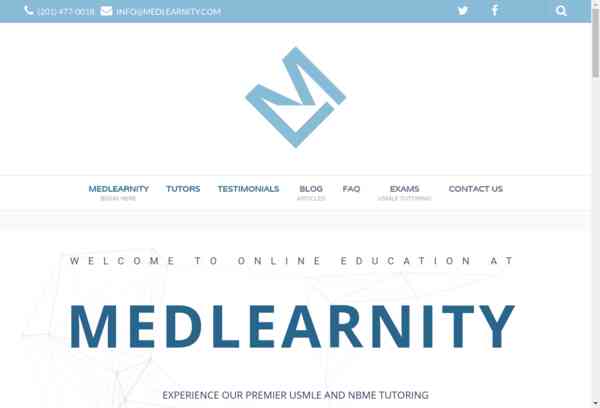 (201) 477-0018 INFO@MEDLEARNITY.COM
MEDLEARNITY TUTORS TESTIMONIALS BLOG FAQ EXAMS CONTACT US
BEGIN HERE ARTICLES USMLE TUTORING
WELCOME TO ONLINE EDUCATION AT
MEDLEARNITY
EXPERIENCE OUR PREMIER USMLE AND NBME TUTORING